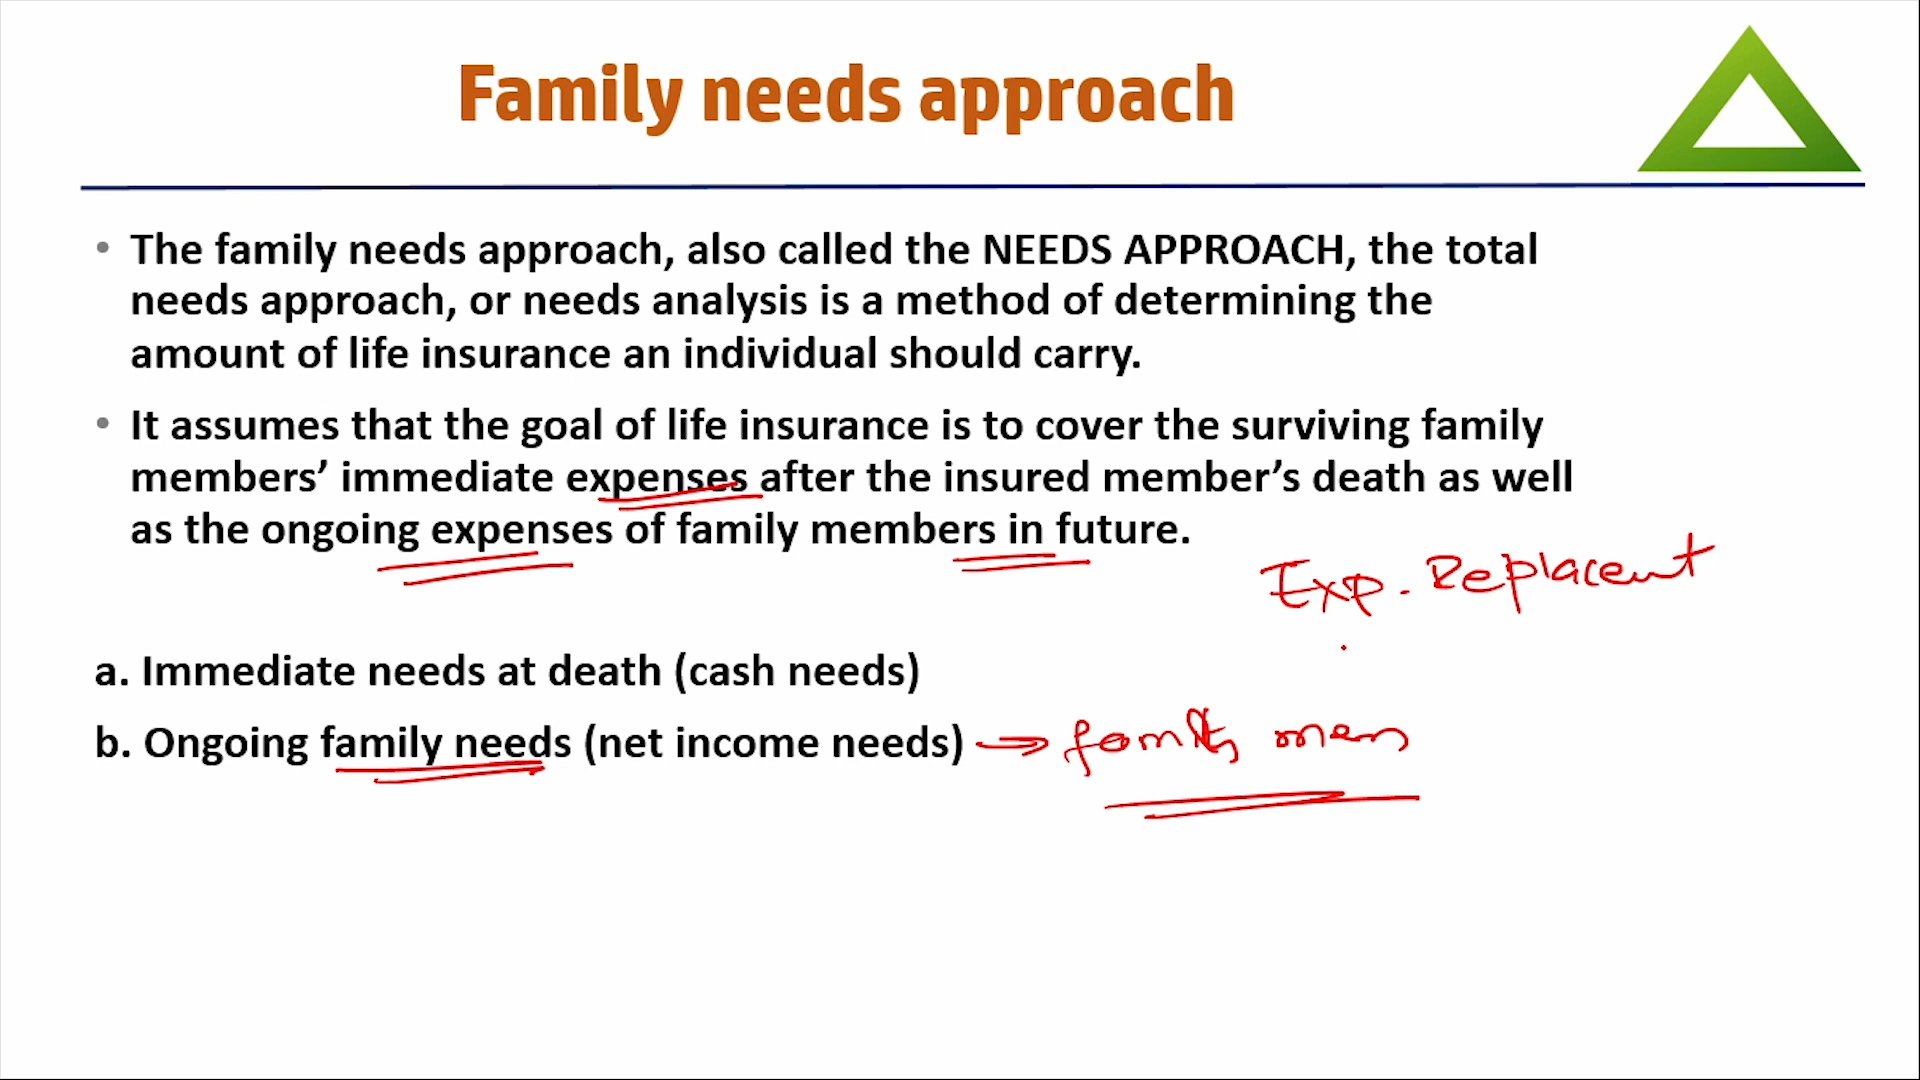 Family needs approach
• The family needs approach, also called the NEEDS APPROACH, the total
needs approach, or needs analysis is a method of determining the
amount of life insurance an individual should carry.
• It assumes that the goal of life insurance is to cover the surviving family
members’ immediate expenses after the insured member’s death as well
as the ongoing expenses of family members in future.
Exp. Replacent
a. Immediate needs at death (cash needs)
b. Ongoing family needs (net income needs) →